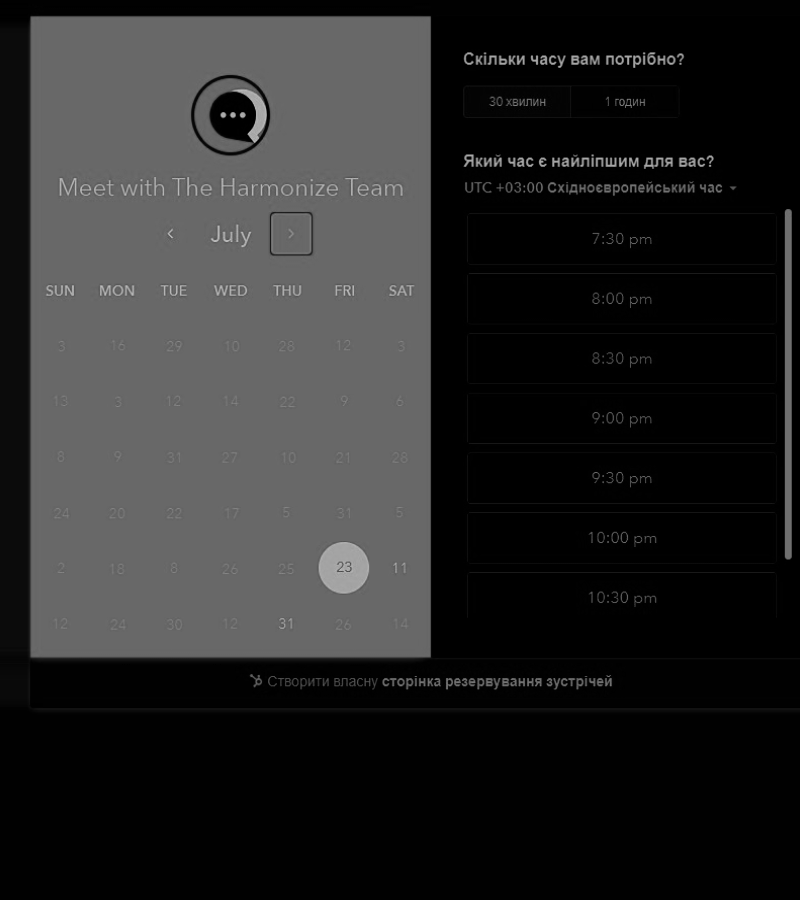 Meet with The Harmonize Team
July
SUN MON TUE WED THU FRI SAT
3 16 29 10 28 12 3
13 3 12 14 22 9 6
8 9 31 27 10 21 28
24 20 22 17 5 31 5
2 18 8 26 25 23 11
12 24 30 12 31 26 14
Скільки часу вам потрібно?
30 хвилин 1 годин
Який час є найліпшим для вас?
UTC +03:00 Східноєвропейський час
7:30 pm
8:00 pm
8:30 pm
9:00 pm
9:30 pm
10:00 pm
10:30 pm
Створити власну сторінка резервування зустрічей